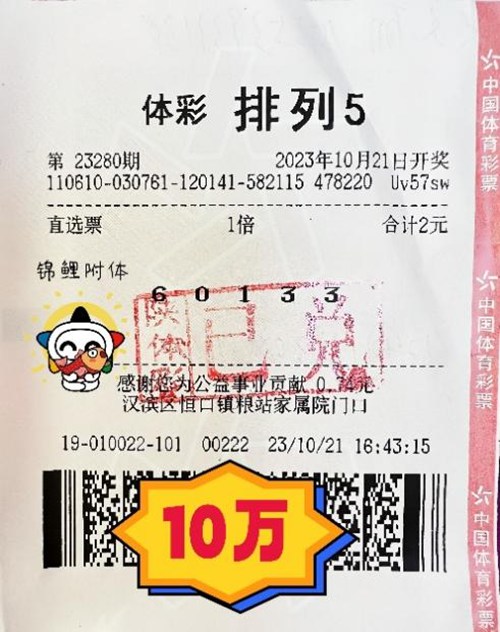 体彩 排列5
第 23280期 2023年10月21日开奖
110610-030761-120141-582115 478220 Uv57sw
直选票 1倍 合计2元
锦鲤附体
6 0 1 3 3
陕体彩 已兑
感谢您为公益事业贡献 0.74元
汉滨区恒口镇粮站家属院门口
19-010022-101 00222 23/10/21 16:43:15
10万
中国体育彩票
中国体育彩票
中国体育彩票